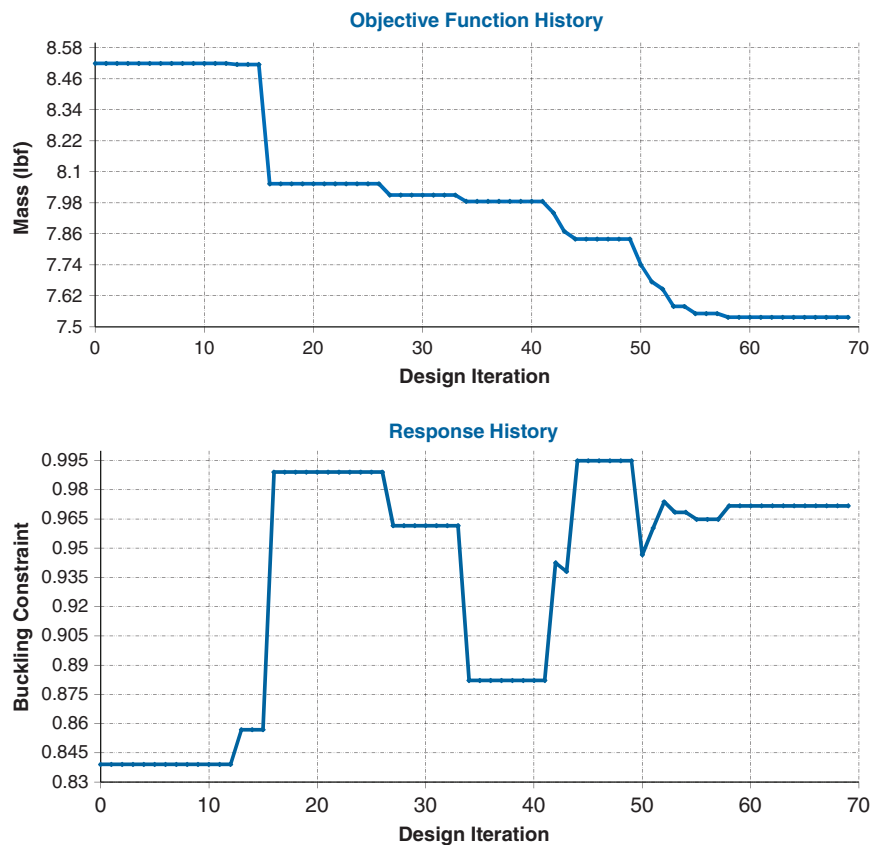 Objective Function History
8.58
8.46
8.34
8.22
8.1
7.98
7.86
7.74
7.62
7.5
Mass (lbf)
0 10 20 30 40 50 60 70
Design Iteration
Response History
0.995
0.98
0.965
0.95
0.935
0.92
0.905
0.89
0.875
0.86
0.845
0.83
Buckling Constraint
0 10 20 30 40 50 60 70
Design Iteration